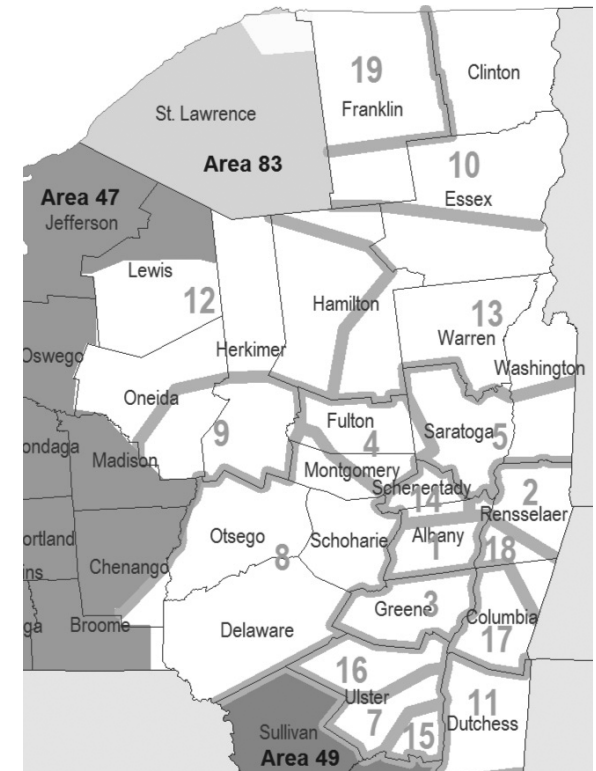 19
Clinton
Franklin
St. Lawrence
Area 83
10
Essex
Area 47
Jefferson
Lewis
12
Hamilton
13
Warren
Herkimer
Oswego
Washington
Oneida
Fulton
4
Saratoga
5
9
ondaga
Madison
Montgomery
Schenectady
14
2
Rensselaer
Otsego
Schoharie
Albany
1
18
ortland
ins
8
Chenango
Greene
3
Columbia
ga
Broome
Delaware
17
16
Ulster
11
7
Dutchess
15
Sullivan
Area 49